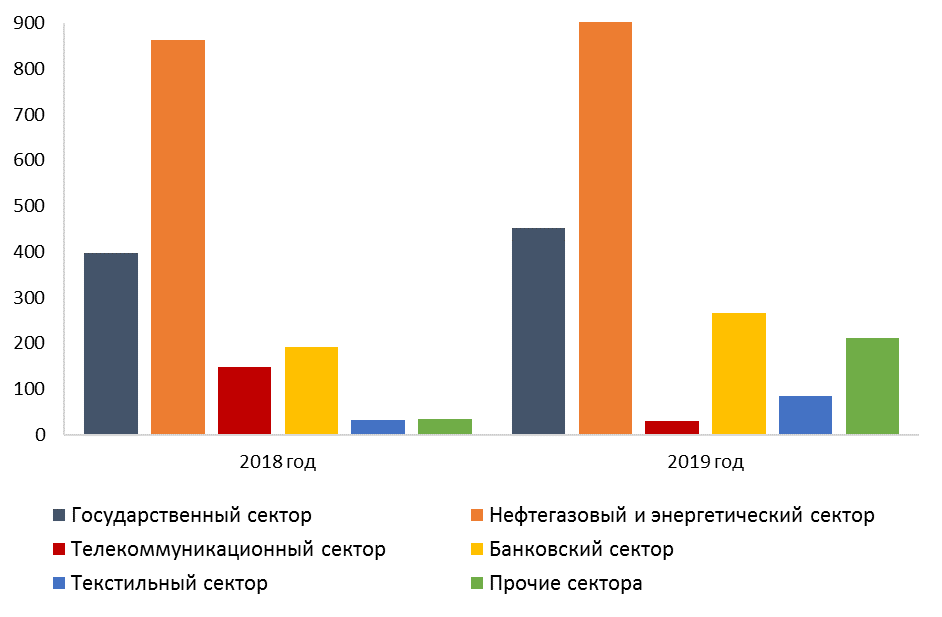 900
800
700
600
500
400
300
200
100
0
2018 год
2019 год
Государственный сектор
Нефтегазовый и энергетический сектор
Телекоммуникационный сектор
Банковский сектор
Текстильный сектор
Прочие сектора